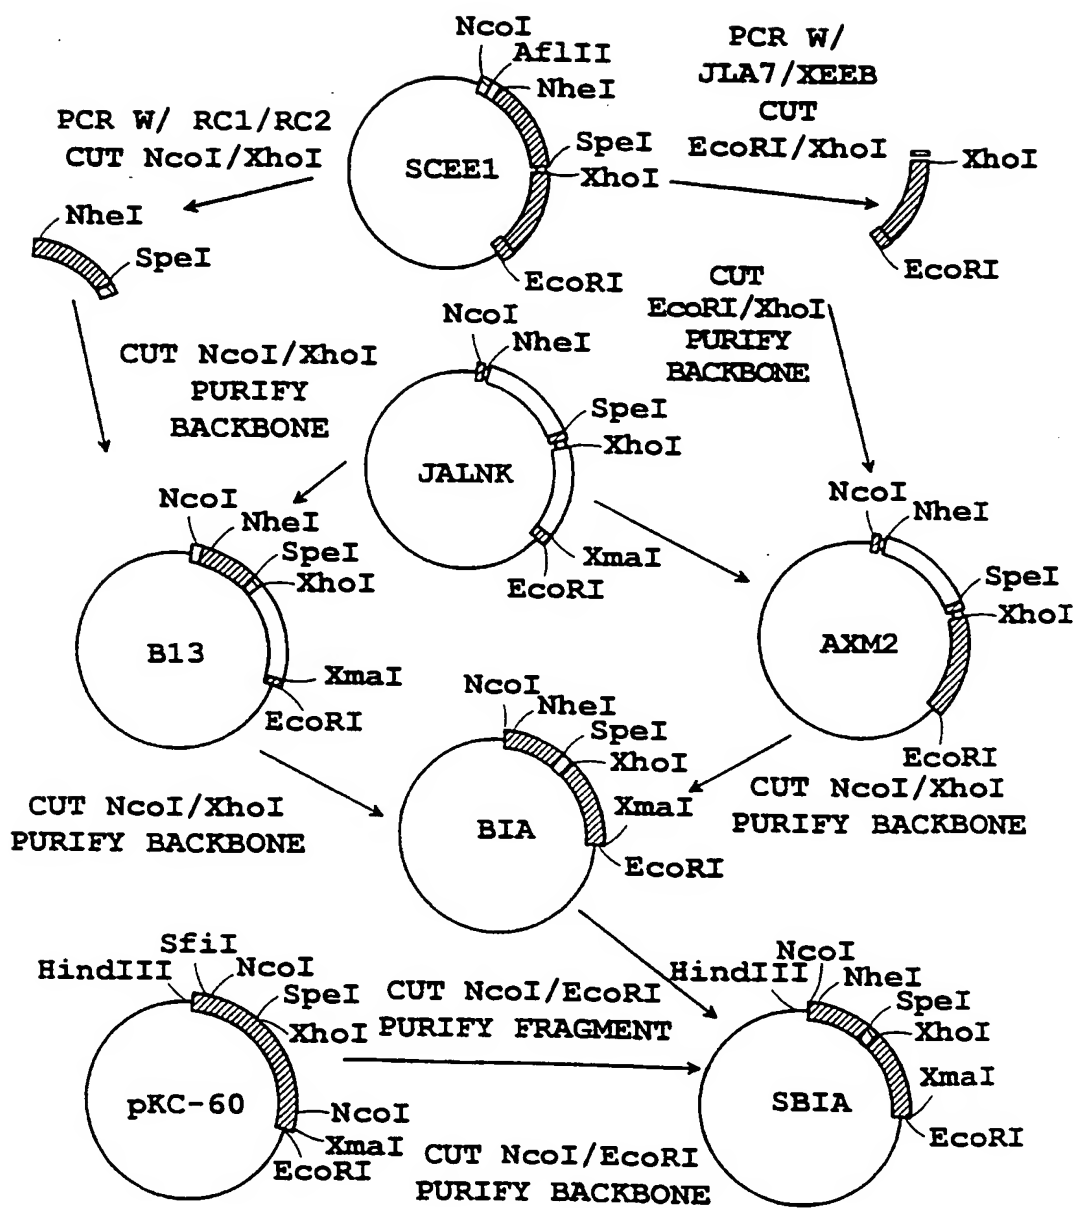 NcoI
AflII
NheI
SCEE1
SpeI
XhoI
EcoRI
PCR W/ RC1/RC2
CUT NcoI/XhoI
PCR W/
JLA7/XEEB
CUT
EcoRI/XhoI
NheI
SpeI
XhoI
EcoRI
CUT NcoI/XhoI
PURIFY
BACKBONE
NcoI
NheI
JALNK
SpeI
XhoI
XmaI
EcoRI
CUT
EcoRI/XhoI
PURIFY
BACKBONE
NcoI
NheI
SpeI
XhoI
B13
XmaI
EcoRI
NcoI
NheI
SpeI
XhoI
AXM2
EcoRI
CUT NcoI/XhoI
PURIFY BACKBONE
NcoI
NheI
SpeI
XhoI
BIA
XmaI
EcoRI
CUT NcoI/XhoI
PURIFY BACKBONE
HindIII
SfiI
NcoI
SpeI
XhoI
pKC-60
NcoI
XmaI
EcoRI
CUT NcoI/EcoRI
PURIFY FRAGMENT
CUT NcoI/EcoRI
PURIFY BACKBONE
HindIII
NcoI
NheI
SpeI
XhoI
SBIA
XmaI
EcoRI